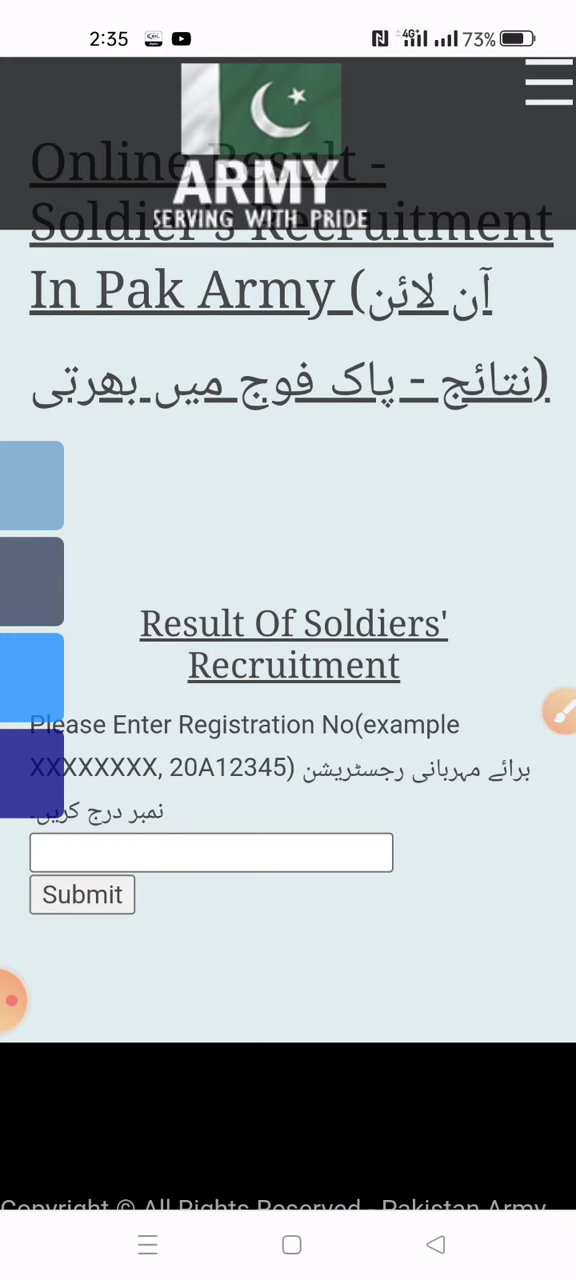 2:35
4G+
73%
ARMY
SERVING WITH PRIDE
Online Result -
Soldier's Recruitment
In Pak Army (آن لائن
نتائج - پاک فوج میں بھرتی)
Result Of Soldiers'
Recruitment
Please Enter Registration No(example
XXXXXXXX, 20A12345) برائے مہربانی رجسٹریشن
نمبر درج کریں۔
Submit
Copyright © All Rights Reserved - Pakistan Army